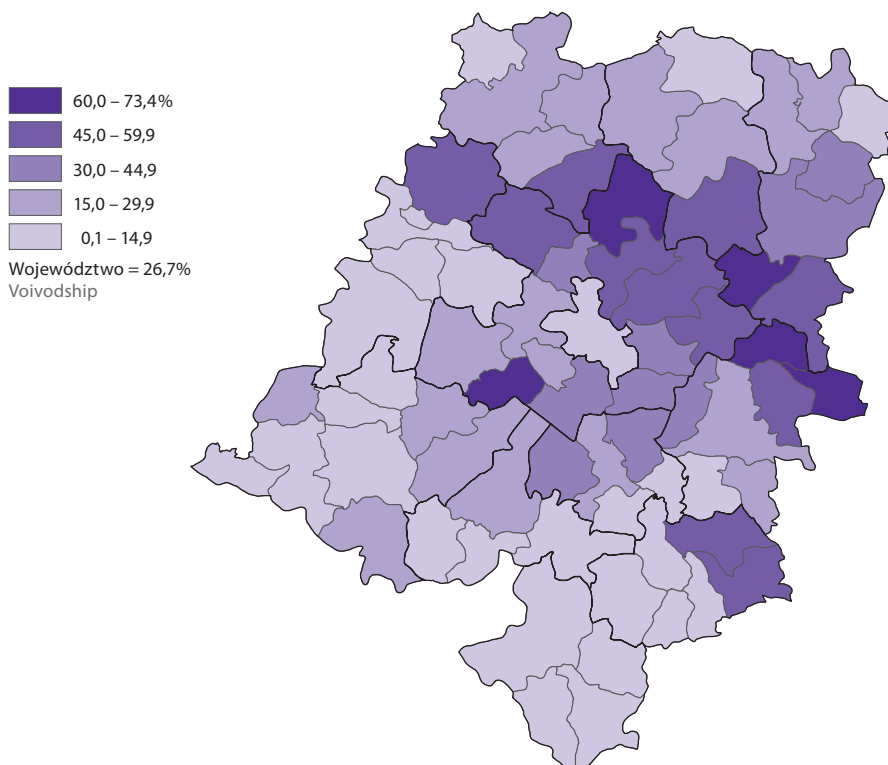 60,0 – 73,4%
45,0 – 59,9
30,0 – 44,9
15,0 – 29,9
0,1 – 14,9
Województwo = 26,7%
Voivodship